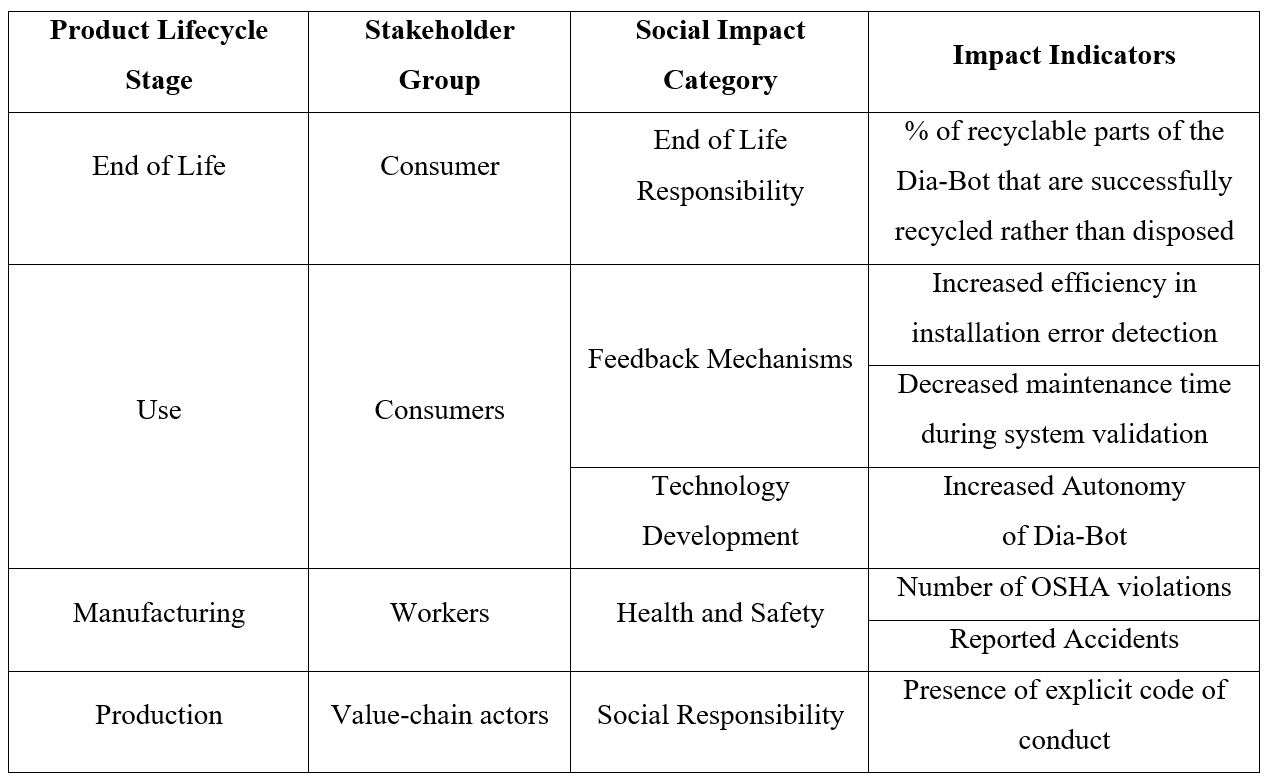 Product Lifecycle
Stage
Stakeholder
Group
Social Impact
Category
Impact Indicators
End of Life
Consumer
End of Life
Responsibility
% of recyclable parts of the
Dia-Bot that are successfully
recycled rather than disposed
Use
Consumers
Feedback Mechanisms
Increased efficiency in
installation error detection
Decreased maintenance time
during system validation
Technology
Development
Increased Autonomy
of Dia-Bot
Manufacturing
Workers
Health and Safety
Number of OSHA violations
Reported Accidents
Production
Value-chain actors
Social Responsibility
Presence of explicit code of
conduct